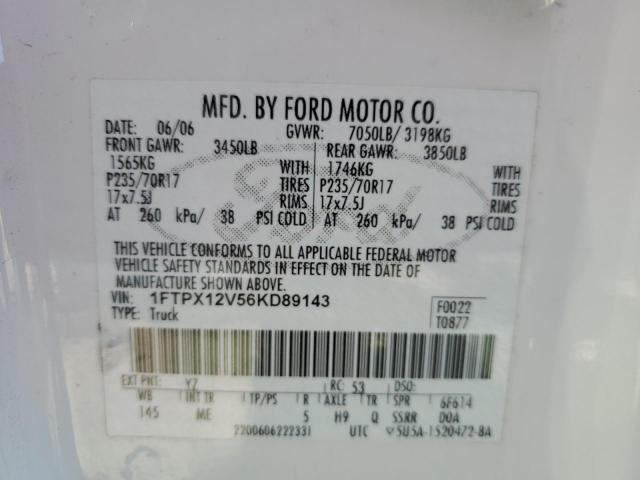 MFD. BY FORD MOTOR CO.
DATE: 06/06 GVWR: 7050LB/ 3198KG
FRONT GAWR: 3450LB REAR GAWR: 3850LB
1565KG WITH 1746KG WITH
P235/70R17 TIRES P235/70R17 TIRES
17x7.5J RIMS 17x7.5J RIMS
AT 260 kPa/ 38 PSI COLD AT 260 kPa/ 38 PSI COLD
Ford
THIS VEHICLE CONFORMS TO ALL APPLICABLE FEDERAL MOTOR
VEHICLE SAFETY STANDARDS IN EFFECT ON THE DATE OF
MANUFACTURE SHOWN ABOVE.
VIN: 1FTPX12V56KD89143 F0022
TYPE: Truck T0877
EXT PNT: YZ RC: 53 DSO:
WB INT TR TP/PS R AXLE TR SPR 6F614
145 ME 5 H9 Q SSRR DOA
2200606222331 UTC 5U5A-1520472-BA